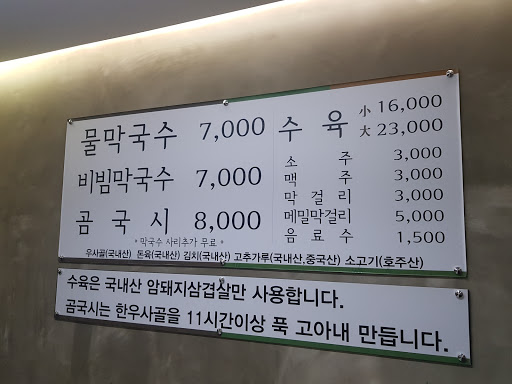 물막국수 7,000
비빔막국수 7,000
곰국시 8,000
* 막국수 사리추가 무료 *
수육 小 16,000
大 23,000
소주 3,000
맥주 3,000
막걸리 3,000
메밀막걸리 5,000
음료수 1,500
우사골(국내산) 돈육(국내산) 김치(국내산) 고추가루(국내산,중국산) 소고기(호주산)
수육은 국내산 암돼지삼겹살만 사용합니다.
곰국시는 한우사골을 11시간이상 푹 고아내 만듭니다.